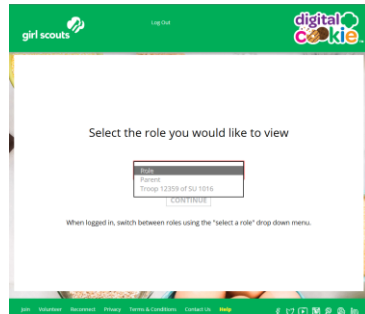 Log Out
girl scouts
digital
cookie
Select the role you would like to view
Role
Parent
Troop 12359 of SU 1016
CONTINUE
When logged in, switch between roles using the "select a role" drop down menu.
Join Volunteer Reconnect Privacy Terms & Conditions Contact Us Help